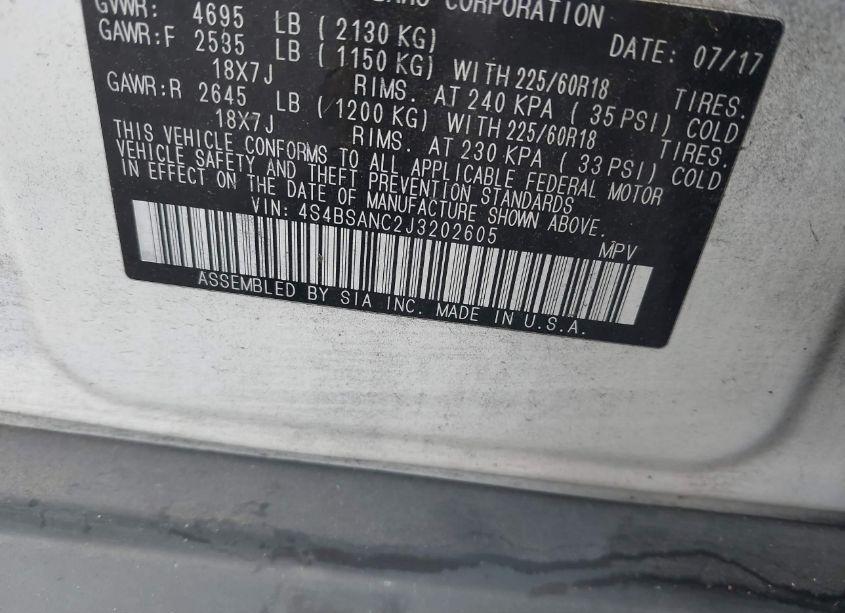 CORPORATION
GVWR: 4695 LB ( 2130 KG) DATE: 07/17
GAWR:F 2535 LB ( 1150 KG) WITH 225/60R18 TIRES.
18X7J RIMS. AT 240 KPA ( 35 PSI) COLD
GAWR:R 2645 LB ( 1200 KG) WITH 225/60R18 TIRES.
18X7J RIMS. AT 230 KPA ( 33 PSI) COLD
THIS VEHICLE CONFORMS TO ALL APPLICABLE FEDERAL MOTOR
VEHICLE SAFETY AND THEFT PREVENTION STANDARDS
IN EFFECT ON THE DATE OF MANUFACTURE SHOWN ABOVE.
VIN: 4S4BSANC2J3202605 MPV
ASSEMBLED BY SIA INC. MADE IN U.S.A.